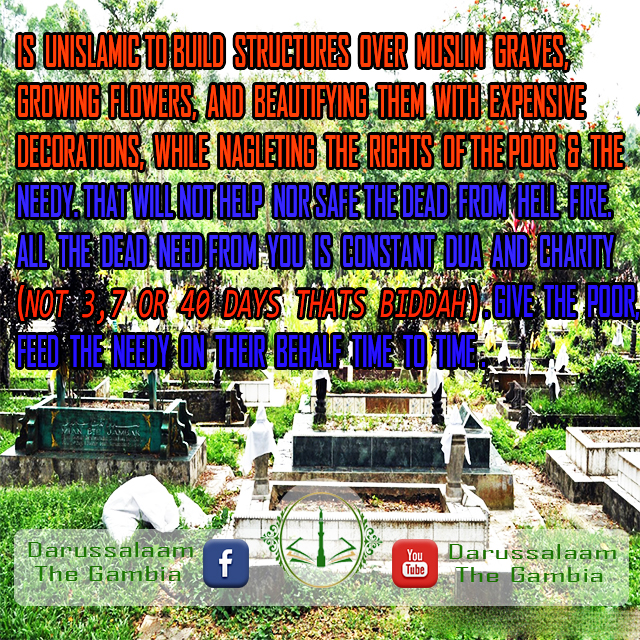 IS UNISLAMIC TO BUILD STRUCTURES OVER MUSLIM GRAVES,
GROWING FLOWERS, AND BEAUTIFYING THEM WITH EXPENSIVE
DECORATIONS, WHILE NAGLETING THE RIGHTS OF THE POOR & THE
NEEDY. THAT WILL NOT HELP NOR SAFE THE DEAD FROM HELL FIRE.
ALL THE DEAD NEED FROM YOU IS CONSTANT DUA AND CHARITY
(NOT 3,7 OR 40 DAYS THATS BIDDAH). GIVE THE POOR.
FEED THE NEEDY ON THEIR BEHALF TIME TO TIME.
Darussalaam
The Gambia
f
You
Tube
Darussalaam
The Gambia